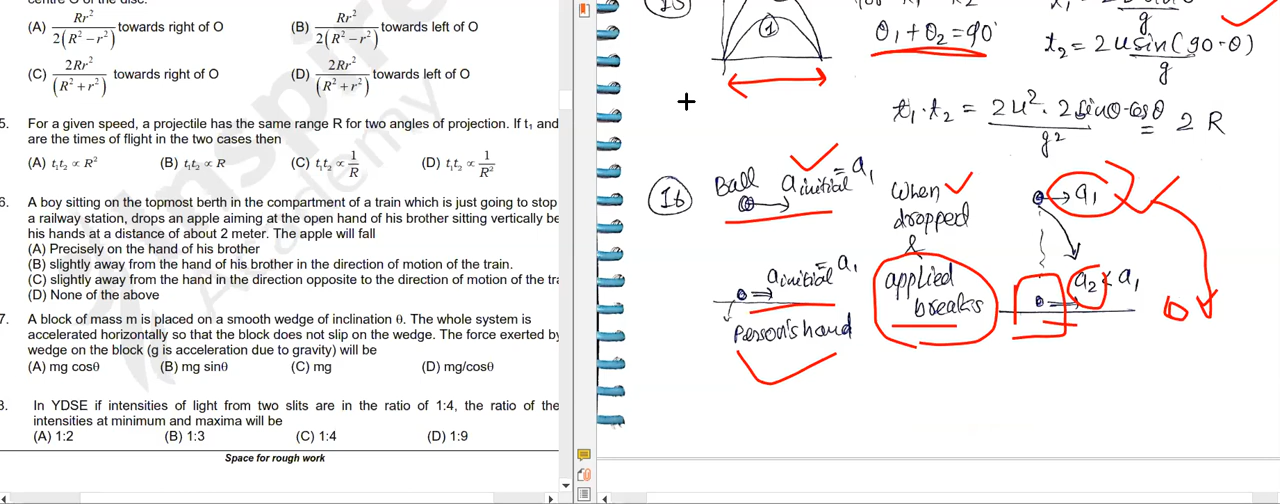 (A) Rr²/2(R² − r²) towards right of O (B) Rr²/2(R² − r²) towards left of O
(C) 2Rr²/(R² + r²) towards right of O (D) 2Rr²/(R² + r²) towards left of O
5. For a given speed, a projectile has the same range R for two angles of projection. If t₁ and
are the times of flight in the two cases then
(A) t₁t₂ ∝ R² (B) t₁t₂ ∝ R (C) t₁t₂ ∝ 1/R (D) t₁t₂ ∝ 1/R²
6. A boy sitting on the topmost berth in the compartment of a train which is just going to stop
a railway station, drops an apple aiming at the open hand of his brother sitting vertically be
his hands at a distance of about 2 meter. The apple will fall
(A) Precisely on the hand of his brother
(B) slightly away from the hand of his brother in the direction of motion of the train.
(C) slightly away from the hand in the direction opposite to the direction of motion of the tra
(D) None of the above
7. A block of mass m is placed on a smooth wedge of inclination θ. The whole system is
accelerated horizontally so that the block does not slip on the wedge. The force exerted by
wedge on the block (g is acceleration due to gravity) will be
(A) mg cosθ (B) mg sinθ (C) mg (D) mg/cosθ
In YDSE if intensities of light from two slits are in the ratio of 1:4, the ratio of the
intensities at minimum and maxima will be
(A) 1:2 (B) 1:3 (C) 1:4 (D) 1:9
Space for rough work
Inspire
Academy
①
θ₁ + θ₂ = 90°
g
t₂ = 2u sin(90-θ)/g
t₁·t₂ = 2u²·2sinθ·cosθ/g² = 2R
16 Ball a initial = a₁
When
dropped
&
applied
breaks
a initial = a₁
Person's hand
a₁
a₂ < a₁